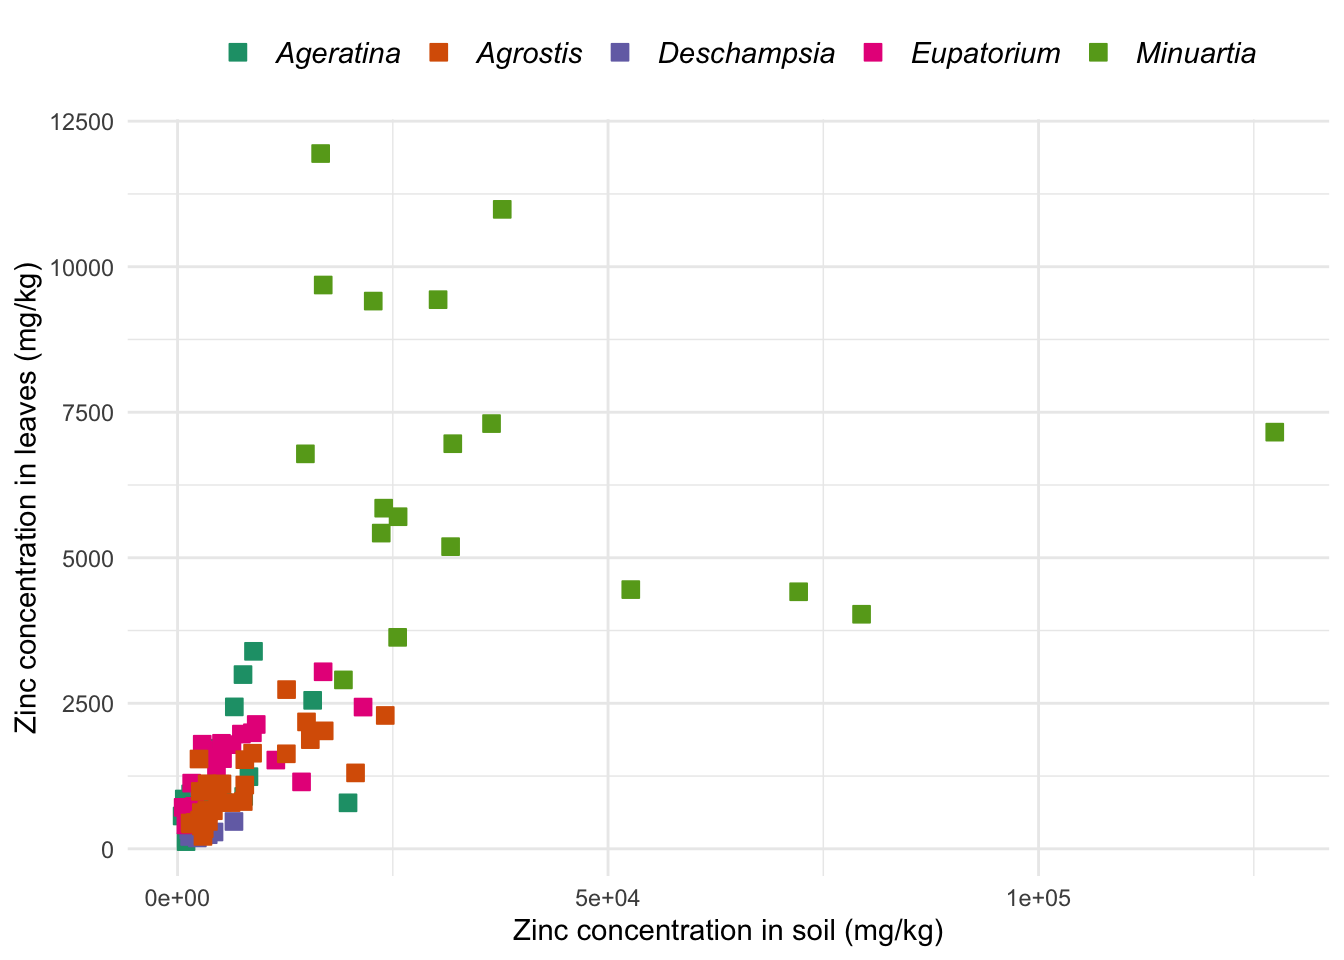 Ageratina Agrostis Deschampsia Eupatorium Minuartia
12500
10000
7500
5000
2500
0
Zinc concentration in leaves (mg/kg)
0e+00 5e+04 1e+05
Zinc concentration in soil (mg/kg)